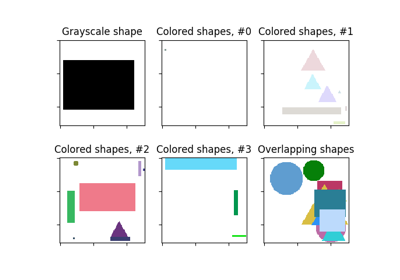 Grayscale shape
Colored shapes, #0
Colored shapes, #1
Colored shapes, #2
Colored shapes, #3
Overlapping shapes